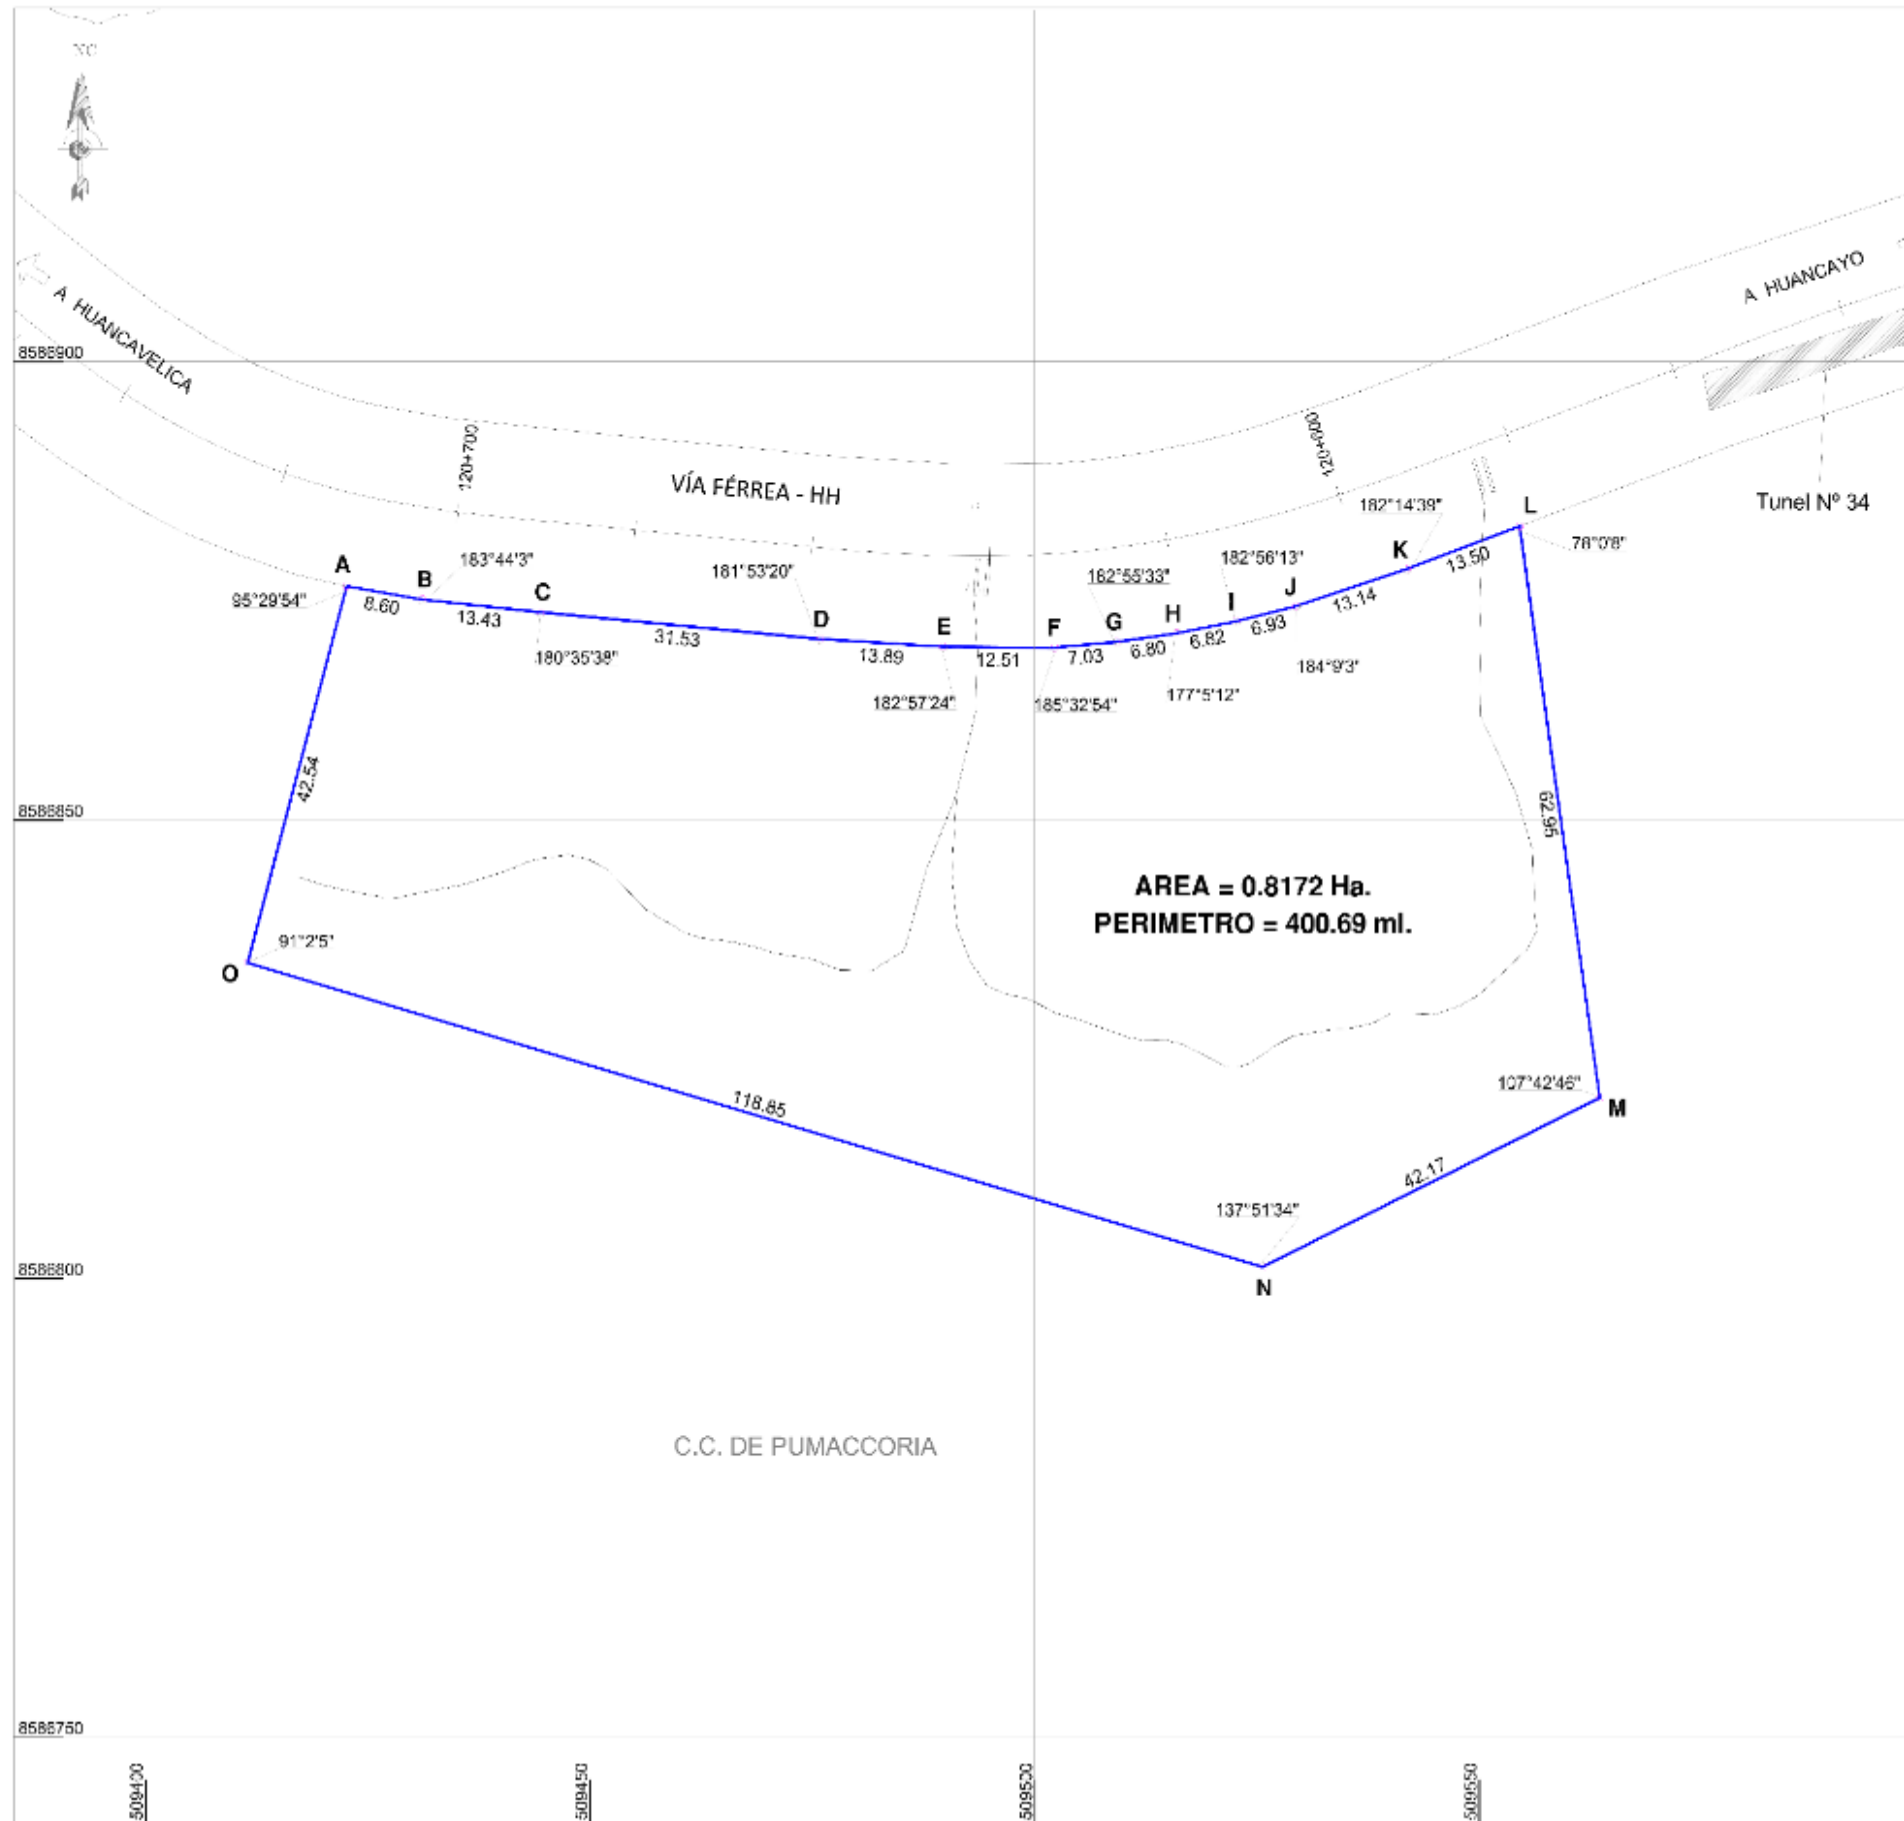 NC
A HUANCAYO
A HUANCAVELICA
8586900
120+700
120+600
VÍA FÉRREA - HH
Tunel Nº 34
182°14'39"
L
78°0'8"
K
13.50
A
B
183°44'3"
C
181°53'20"
182°55'33"
182°56'13"
95°29'54"
8.60
13.43
31.53
D
E
F
G
H
I
J
13.14
13.89
12.51
7.03
6.80
6.82
6.93
180°35'38"
182°57'24"
185°32'54"
177°5'12"
184°9'3"
42.54
62.95
8586850
AREA = 0.8172 Ha.
PERIMETRO = 400.69 ml.
91°2'5"
O
118.85
107°42'46"
M
42.17
137°51'34"
N
8586800
C.C. DE PUMACCORIA
8586750
509400
509450
509500
509550